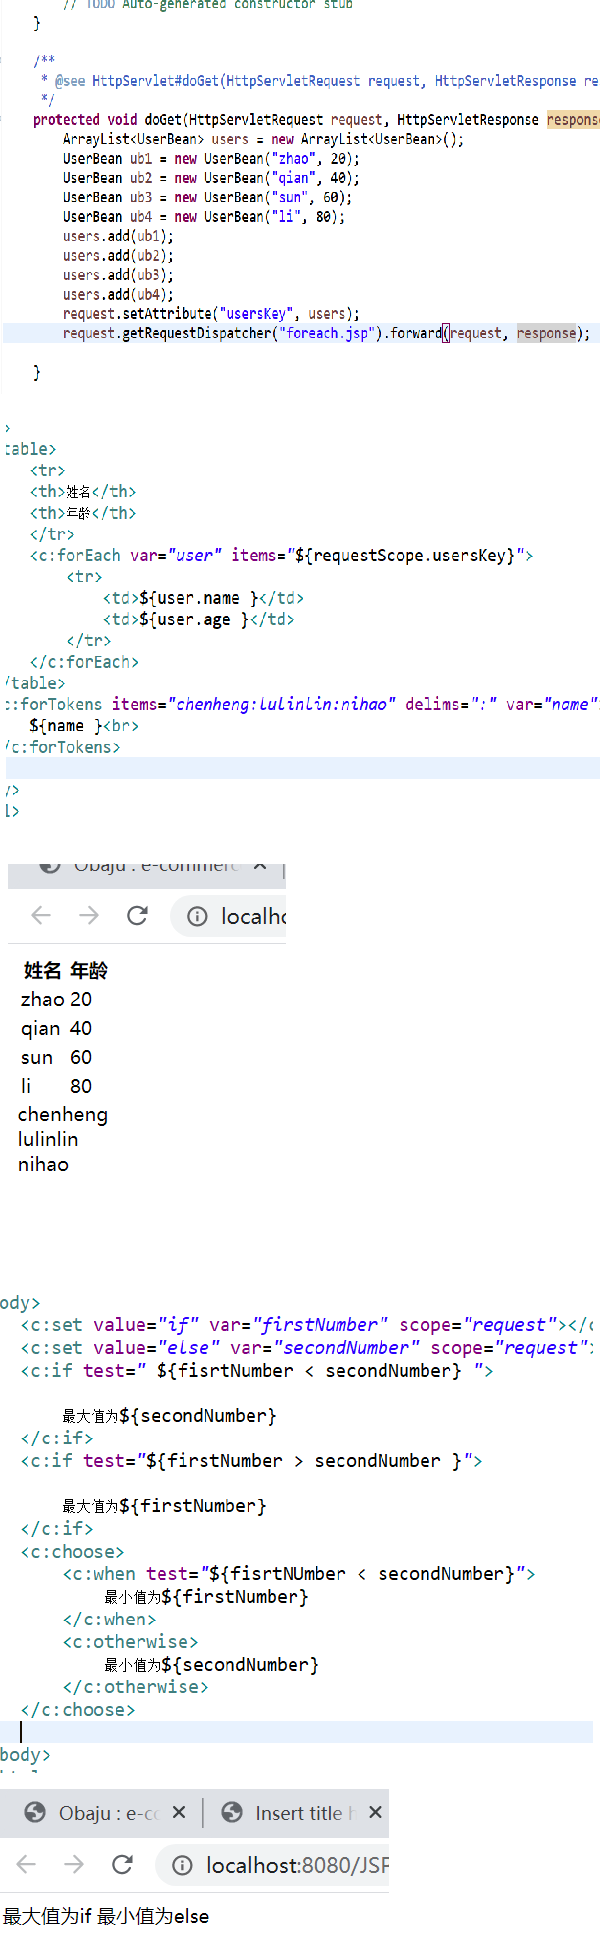 // TODO Auto-generated constructor stub
}
/**
* @see HttpServlet#doGet(HttpServletRequest request, HttpServletResponse re
*/
protected void doGet(HttpServletRequest request, HttpServletResponse respons
ArrayList<UserBean> users = new ArrayList<UserBean>();
UserBean ub1 = new UserBean("zhao", 20);
UserBean ub2 = new UserBean("qian", 40);
UserBean ub3 = new UserBean("sun", 60);
UserBean ub4 = new UserBean("li", 80);
users.add(ub1);
users.add(ub2);
users.add(ub3);
users.add(ub4);
request.setAttribute("usersKey", users);
request.getRequestDispatcher("foreach.jsp").forward(request, response);
}
>
table>
<tr>
<th>姓名</th>
<th>年龄</th>
</tr>
<c:forEach var="user" items="${requestScope.usersKey}">
<tr>
<td>${user.name }</td>
<td>${user.age }</td>
</tr>
</c:forEach>
/table>
c:forTokens items="chenheng:lulinlin:nihao" delims=":" var="name"
${name }<br>
/c:forTokens>
y>
l>
Obaju : e-commerc
localho
姓名 年龄
zhao 20
qian 40
sun 60
li 80
chenheng
lulinlin
nihao
ody>
<c:set value="if" var="firstNumber" scope="request"></c
<c:set value="else" var="secondNumber" scope="request">
<c:if test=" ${fisrtNumber < secondNumber} ">
最大值为${secondNumber}
</c:if>
<c:if test="${firstNumber > secondNumber }">
最大值为${firstNumber}
</c:if>
<c:choose>
<c:when test="${fisrtNUmber < secondNumber}">
最小值为${firstNumber}
</c:when>
<c:otherwise>
最小值为${secondNumber}
</c:otherwise>
</c:choose>
body>
Obaju : e-co
Insert title h
localhost:8080/JSP
最大值为if 最小值为else